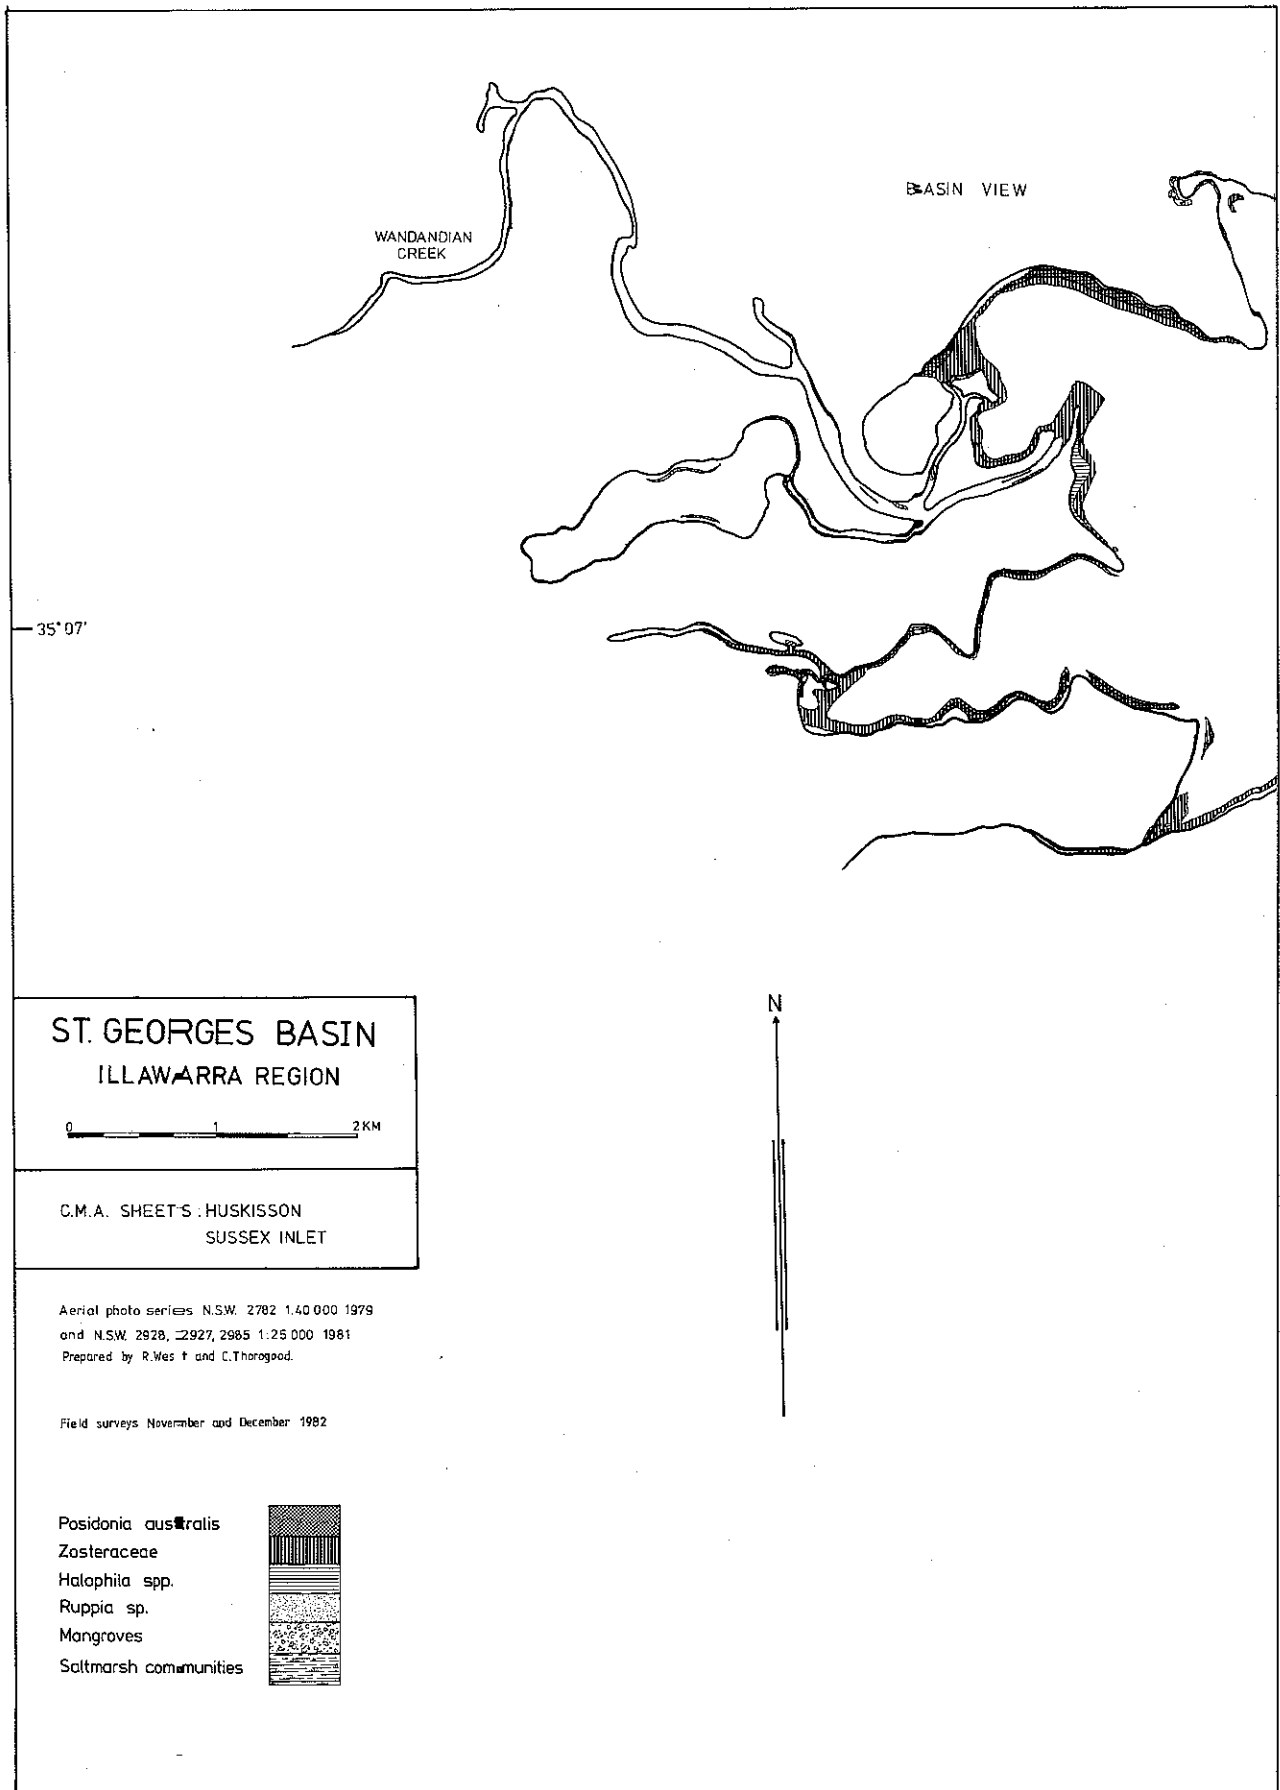 BASIN VIEW
WANDANDIAN
CREEK
35°07'
N
ST. GEORGES BASIN
ILLAWARRA REGION
0 1 2 KM
C.M.A. SHEETS : HUSKISSON
SUSSEX INLET
Aerial photo series N.S.W. 2782 1:40 000 1979
and N.S.W. 2928, 2927, 2985 1:25 000 1981
Prepared by R.West and C.Thorogood.
Field surveys November and December 1982
Posidonia australis
Zosteraceae
Halophila spp.
Ruppia sp.
Mangroves
Saltmarsh communities